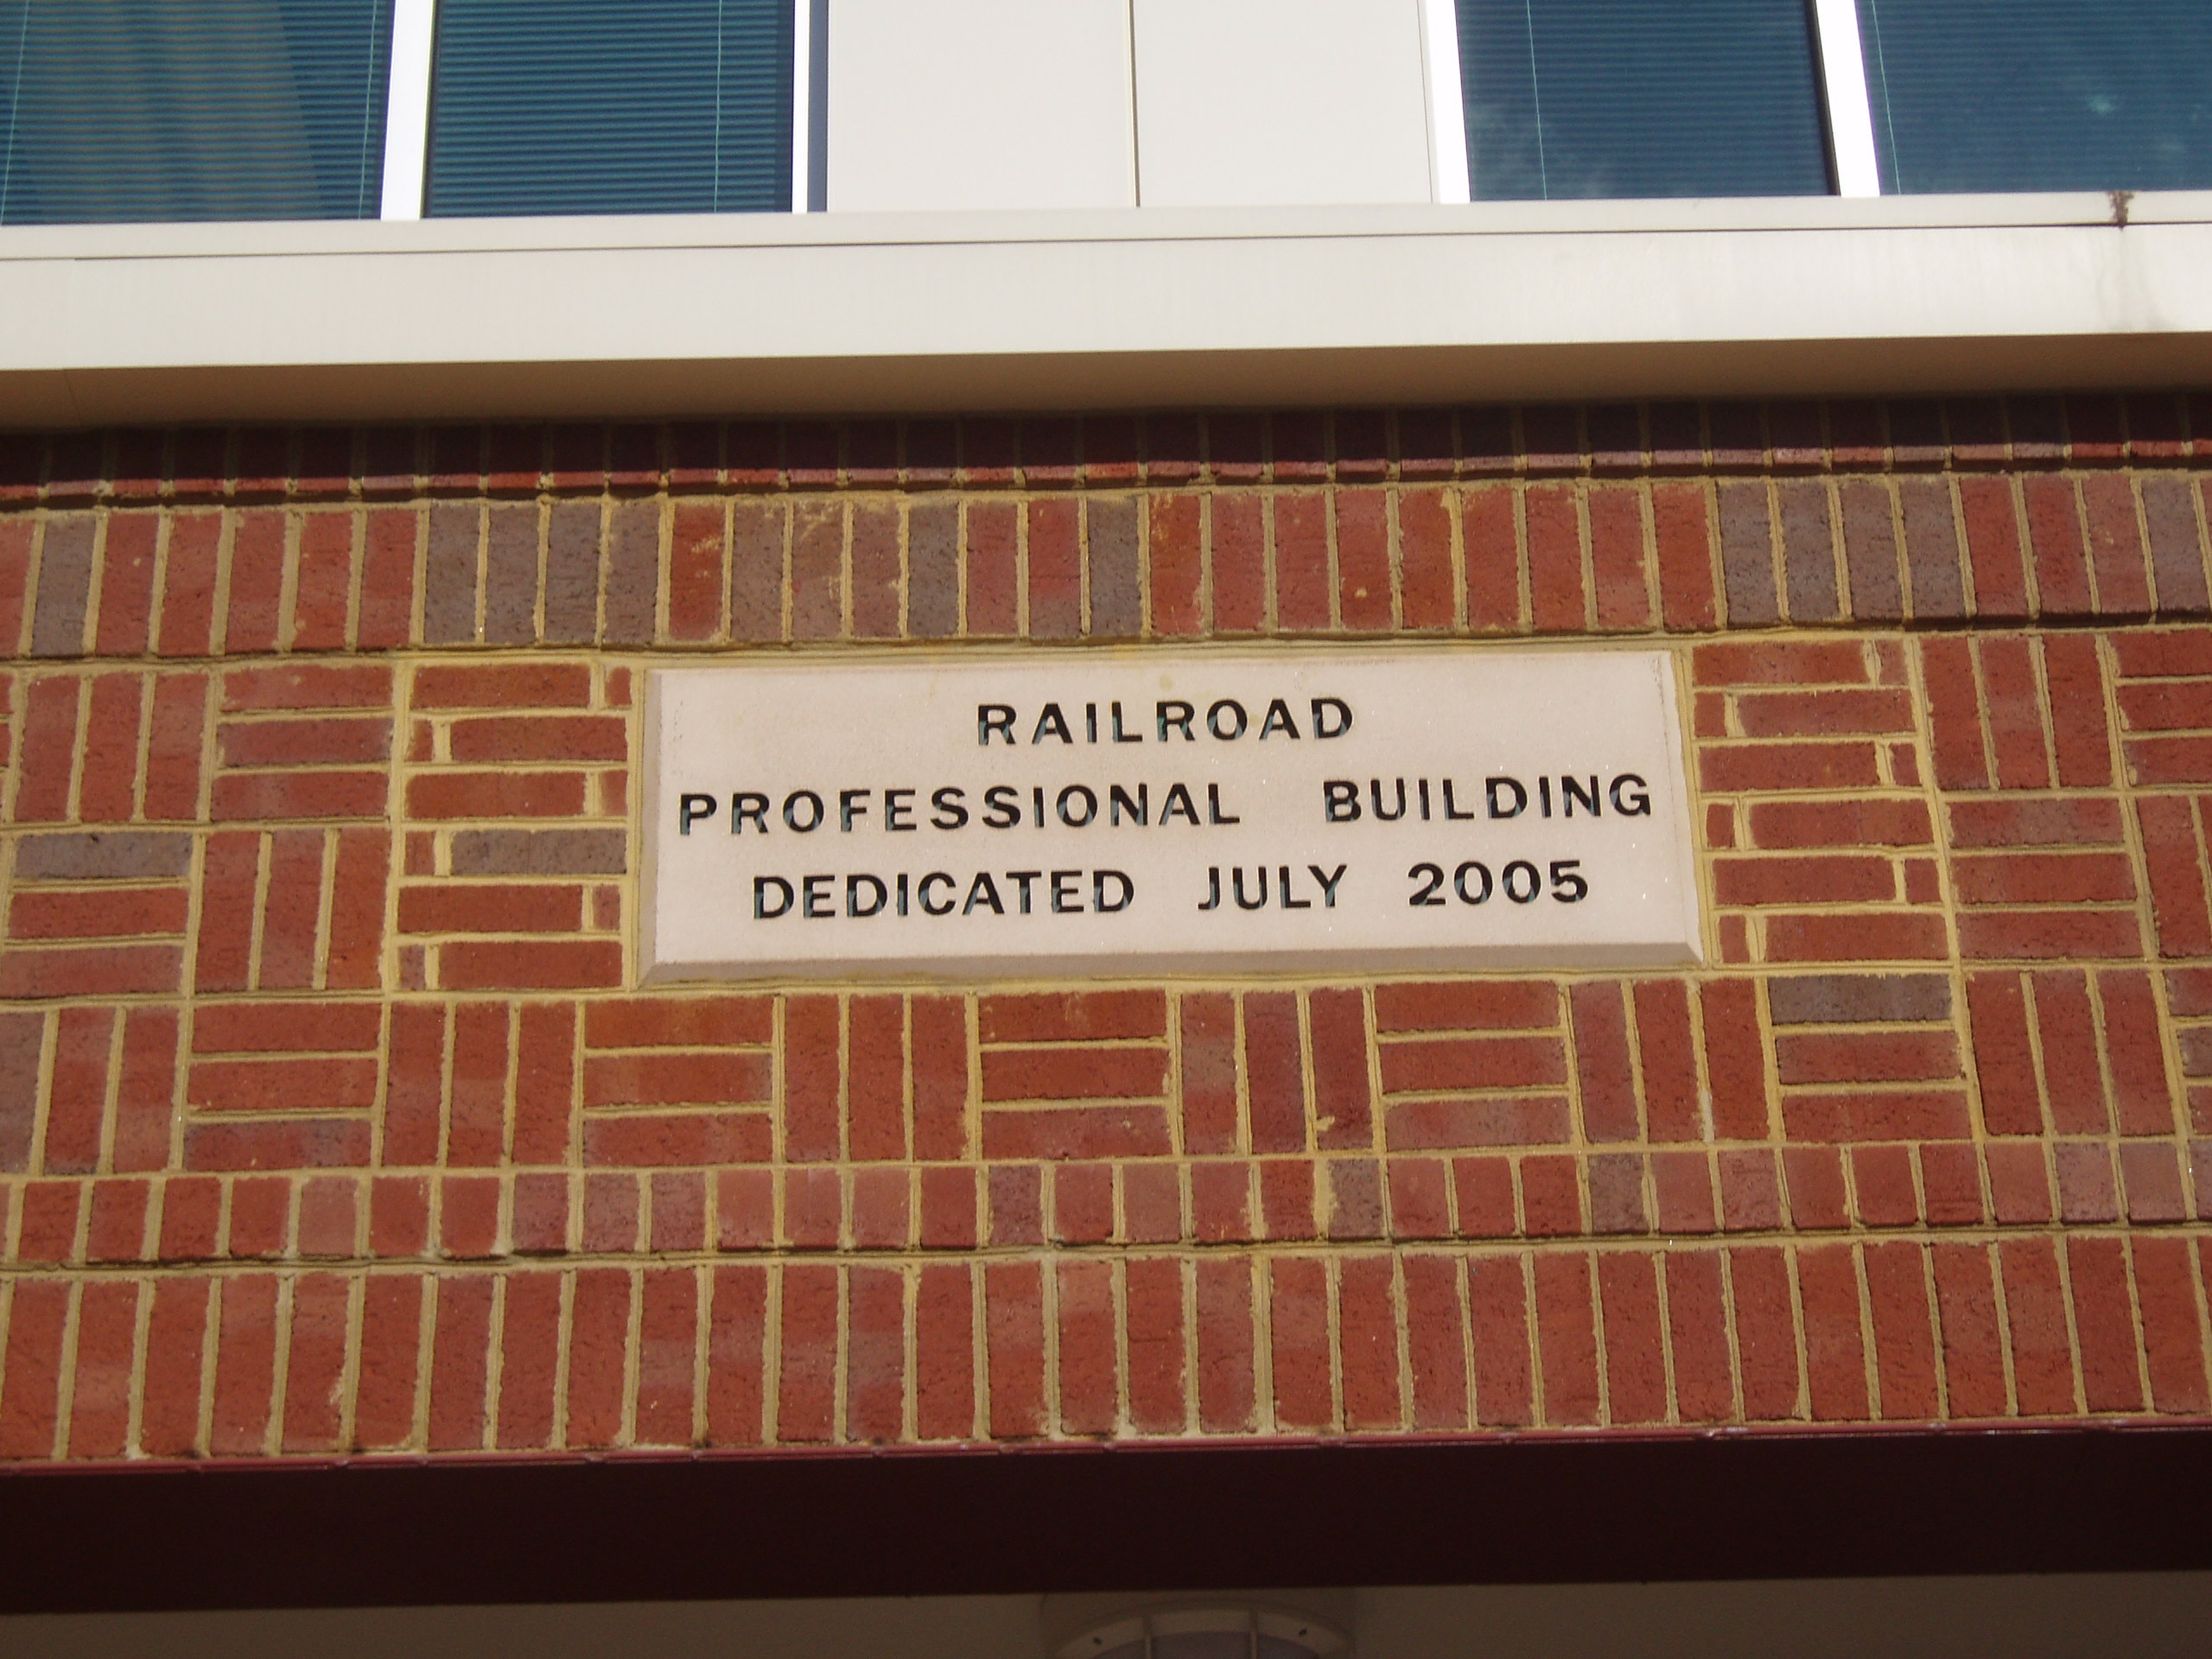 RAILROAD
PROFESSIONAL BUILDING
DEDICATED JULY 2005